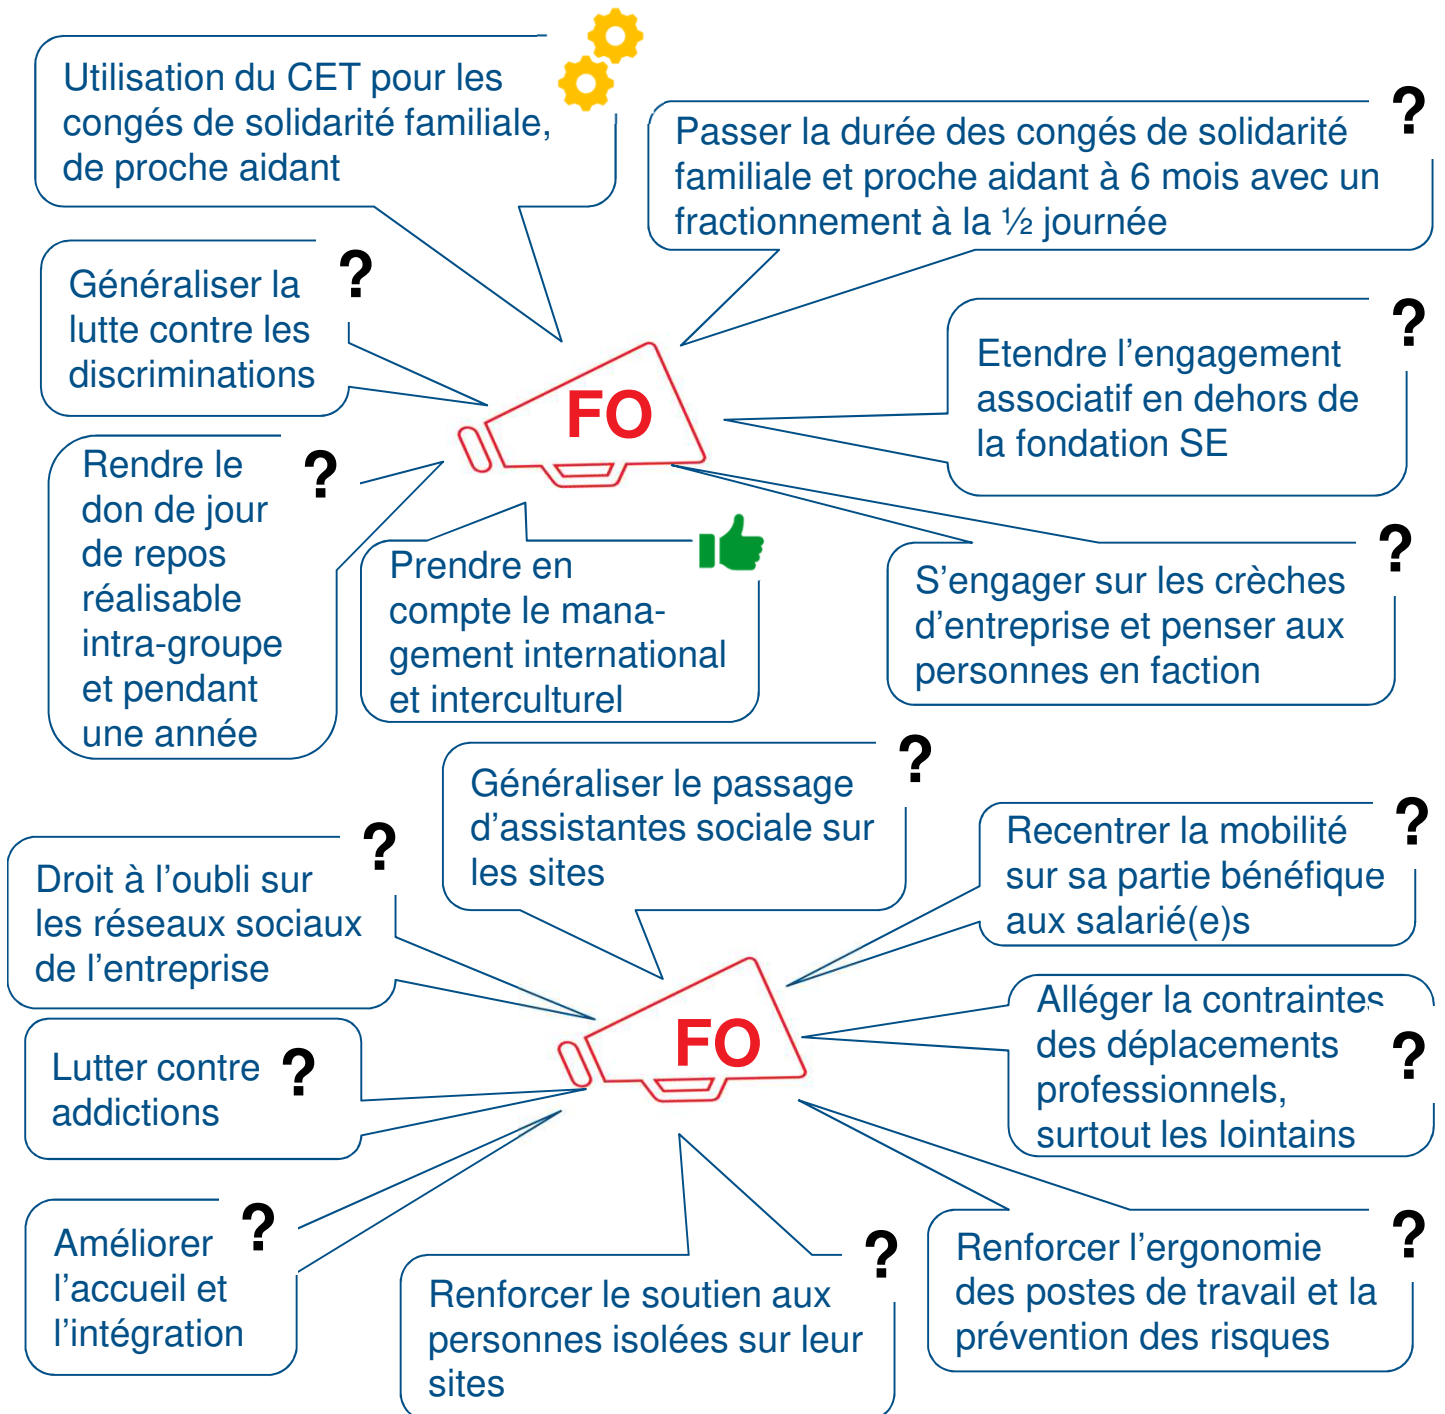 Utilisation du CET pour les
congés de solidarité familiale,
de proche aidant
?
Passer la durée des congés de solidarité
familiale et proche aidant à 6 mois avec un
fractionnement à la ½ journée
?
Généraliser la
lutte contre les
discriminations
?
Etendre l’engagement
associatif en dehors de
la fondation SE
FO
?
Rendre le
don de jour
de repos
réalisable
intra-groupe
et pendant
une année
Prendre en
compte le mana-
gement international
et interculturel
?
S’engager sur les crèches
d’entreprise et penser aux
personnes en faction
?
Généraliser le passage
d’assistantes sociale sur
les sites
?
Recentrer la mobilité
sur sa partie bénéfique
aux salarié(e)s
?
Droit à l’oubli sur
les réseaux sociaux
de l’entreprise
FO
Alléger la contraintes
des déplacements
professionnels,
surtout les lointains
?
Lutter contre
addictions
?
Améliorer
l’accueil et
l’intégration
?
Renforcer le soutien aux
personnes isolées sur leur
sites
?
Renforcer l’ergonomie
des postes de travail et la
prévention des risques
?